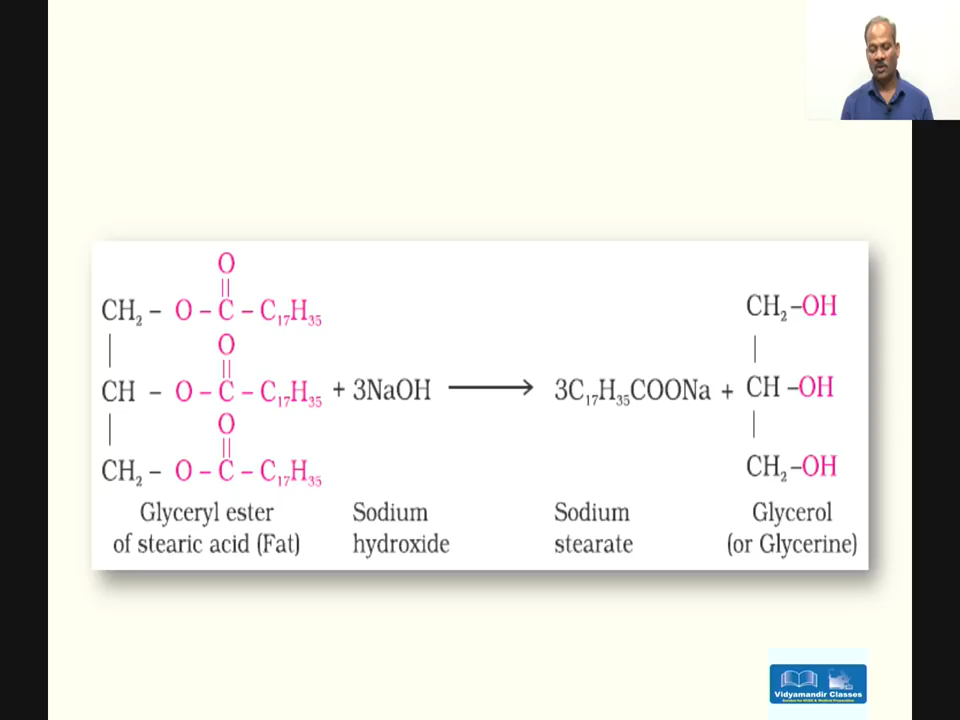 O
||
CH₂ – O – C – C₁₇H₃₅
|
O
||
CH – O – C – C₁₇H₃₅ + 3NaOH ⟶ 3C₁₇H₃₅COONa +
|
O
||
CH₂ – O – C – C₁₇H₃₅
CH₂ –OH
|
CH –OH
|
CH₂ –OH
Glyceryl ester
of stearic acid (Fat)
Sodium
hydroxide
Sodium
stearate
Glycerol
(or Glycerine)
Vidyamandir Classes